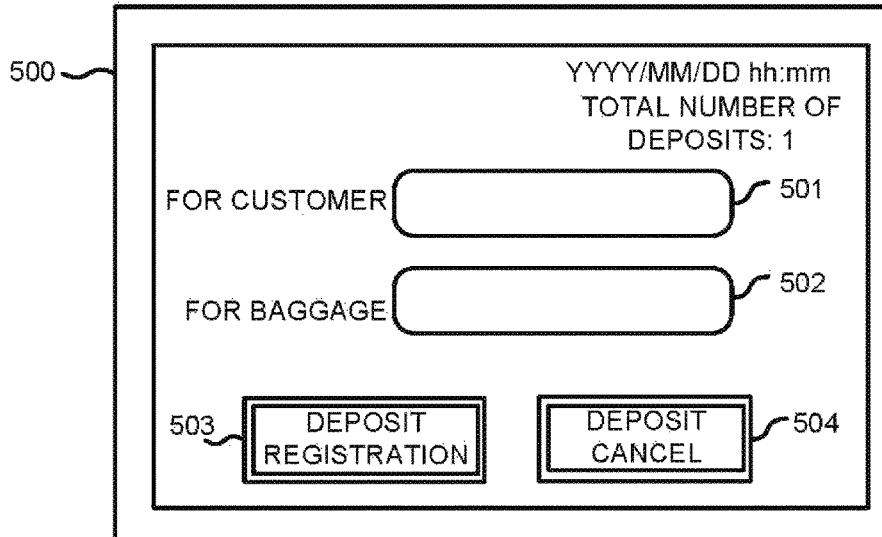 500
YYYY/MM/DD hh:mm
TOTAL NUMBER OF
DEPOSITS: 1
FOR CUSTOMER
501
FOR BAGGAGE
502
503
DEPOSIT
REGISTRATION
DEPOSIT
CANCEL
504